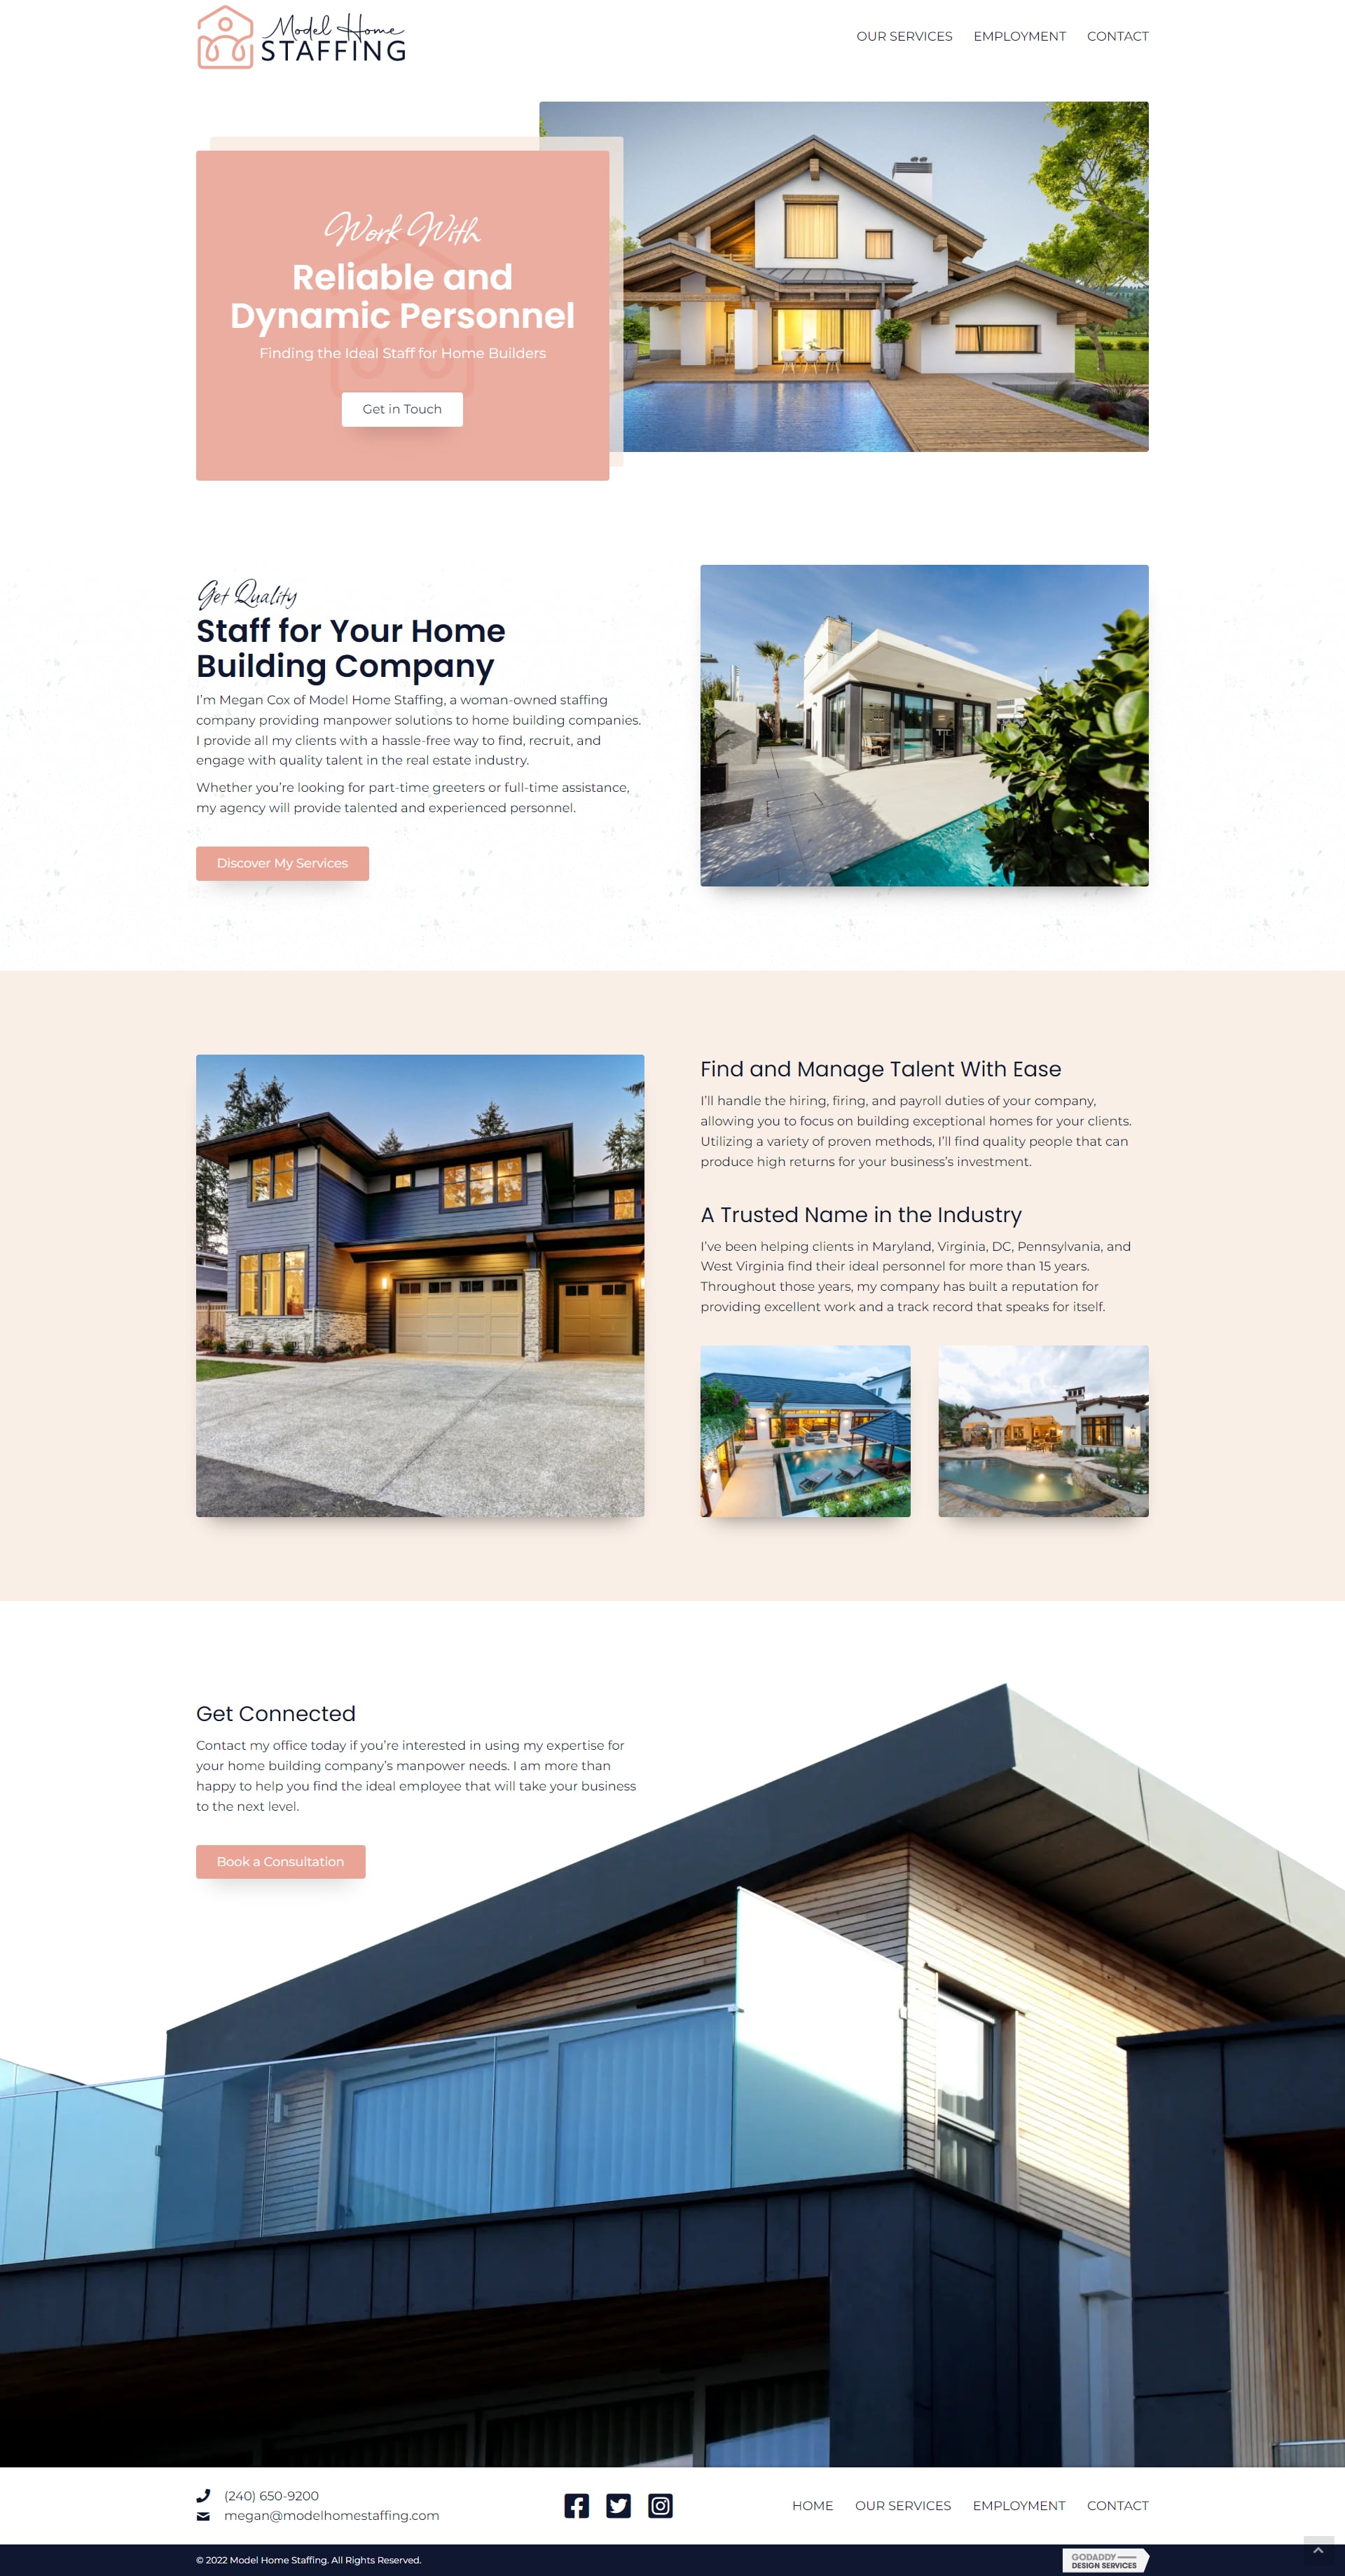 Model Home
STAFFING
OUR SERVICES EMPLOYMENT CONTACT
Work With
Reliable and
Dynamic Personnel
Finding the Ideal Staff for Home Builders
Get in Touch
Get Quality
Staff for Your Home
Building Company
I'm Megan Cox of Model Home Staffing, a woman-owned staffing
company providing manpower solutions to home building companies.
I provide all my clients with a hassle-free way to find, recruit, and
engage with quality talent in the real estate industry.
Whether you're looking for part-time greeters or full-time assistance,
my agency will provide talented and experienced personnel.
Discover My Services
Find and Manage Talent With Ease
I'll handle the hiring, firing, and payroll duties of your company,
allowing you to focus on building exceptional homes for your clients.
Utilizing a variety of proven methods, I'll find quality people that can
produce high returns for your business's investment.
A Trusted Name in the Industry
I've been helping clients in Maryland, Virginia, DC, Pennsylvania, and
West Virginia find their ideal personnel for more than 15 years.
Throughout those years, my company has built a reputation for
providing excellent work and a track record that speaks for itself.
Get Connected
Contact my office today if you're interested in using my expertise for
your home building company's manpower needs. I am more than
happy to help you find the ideal employee that will take your business
to the next level.
Book a Consultation
(240) 650-9200
megan@modelhomestaffing.com
HOME OUR SERVICES EMPLOYMENT CONTACT
© 2022 Model Home Staffing. All Rights Reserved.
GODADDY
DESIGN SERVICES